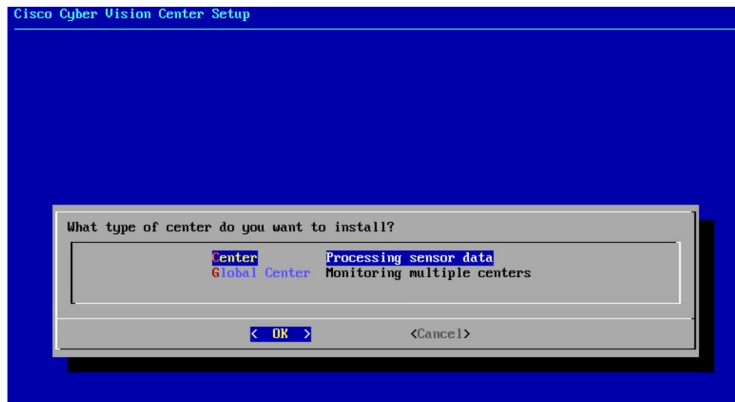 Cisco Cyber Vision Center Setup
What type of center do you want to install?
Center Processing sensor data
Global Center Monitoring multiple centers
< OK > <Cancel>